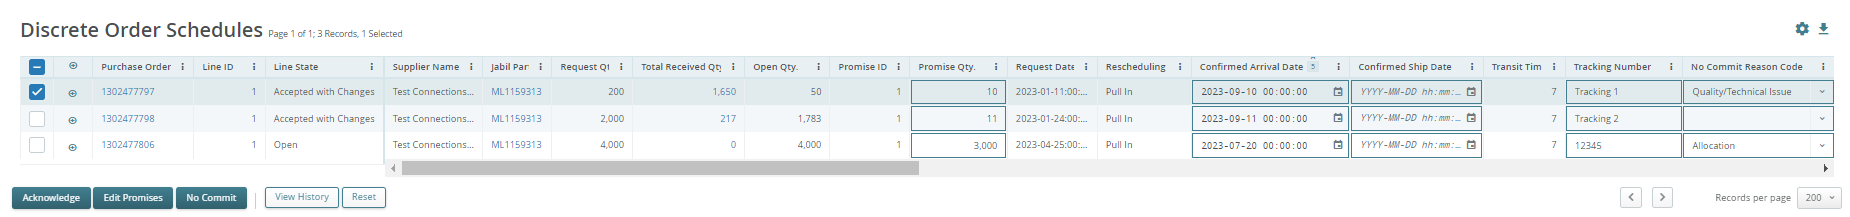 Discrete Order Schedules Page 1 of 1; 3 Records, 1 Selected
Purchase Order Line ID Line State Supplier Name Jabil Par Request Qt Total Received Qty Open Qty. Promise ID Promise Qty. Request Date Rescheduling Confirmed Arrival Date 5 Confirmed Ship Date Transit Tim Tracking Number No Commit Reason Code
1302477797 1 Accepted with Changes Test Connections... ML1159313 200 1,650 50 1 10 2023-01-11:00:... Pull In 2023-09-10 00:00:00 YYYY-MM-DD hh:mm:... 7 Tracking 1 Quality/Technical Issue
1302477798 1 Accepted with Changes Test Connections... ML1159313 2,000 217 1,783 1 11 2023-01-24:00:... Pull In 2023-09-11 00:00:00 YYYY-MM-DD hh:mm:... 7 Tracking 2
1302477806 1 Open Test Connections... ML1159313 4,000 0 4,000 1 3,000 2023-04-25:00:... Pull In 2023-07-20 00:00:00 YYYY-MM-DD hh:mm:... 7 12345 Allocation
Acknowledge Edit Promises No Commit View History Reset Records per page 200